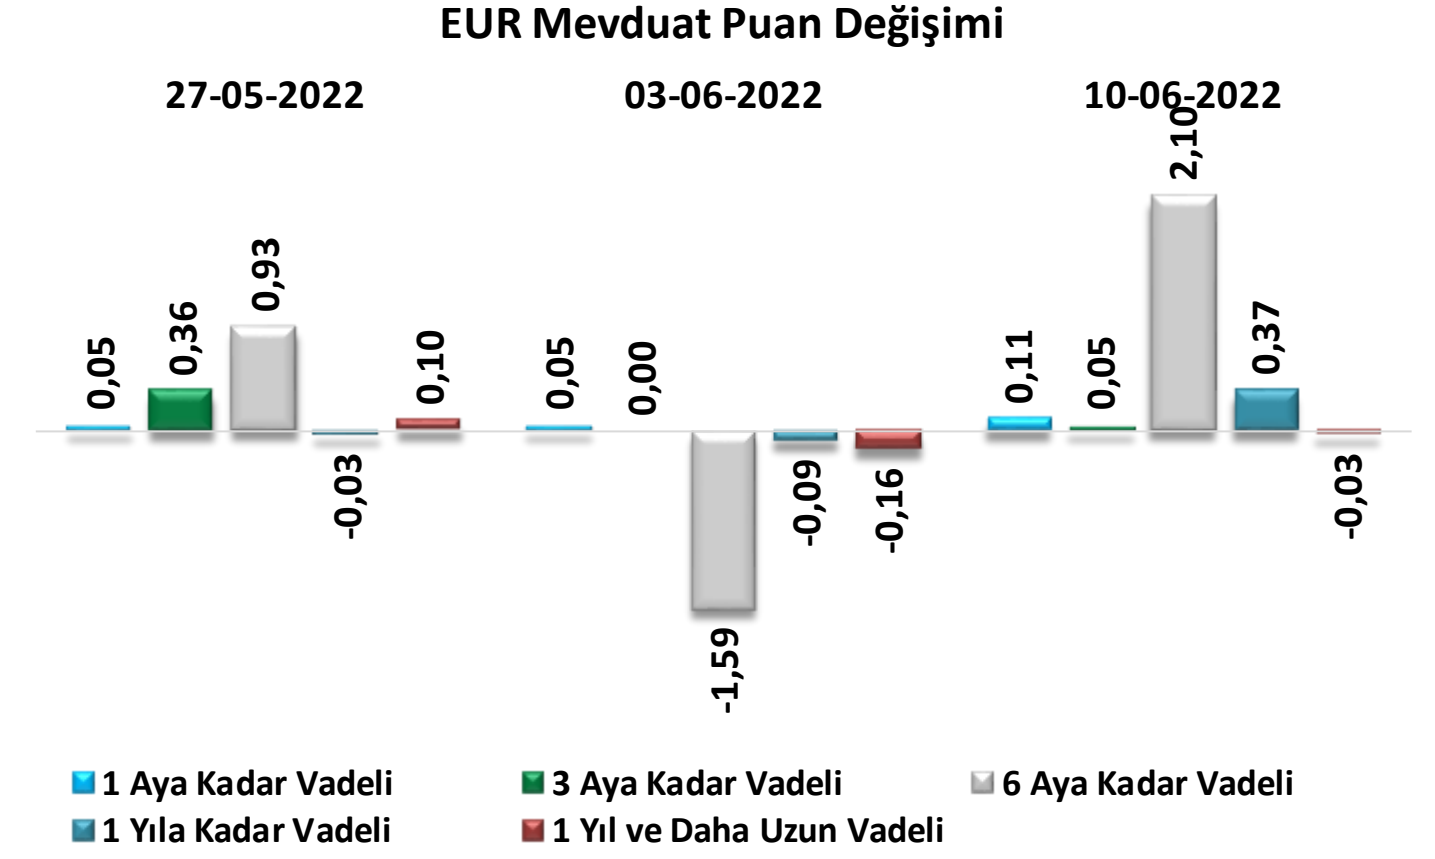 EUR Mevduat Puan Değişimi
27-05-2022 03-06-2022 10-06-2022
0,05 0,36 0,93 -0,03 0,10 0,05 0,00 -1,59 -0,09 -0,16 0,11 0,05 2,10 0,37 -0,03
1 Aya Kadar Vadeli 3 Aya Kadar Vadeli 6 Aya Kadar Vadeli
1 Yıla Kadar Vadeli 1 Yıl ve Daha Uzun Vadeli